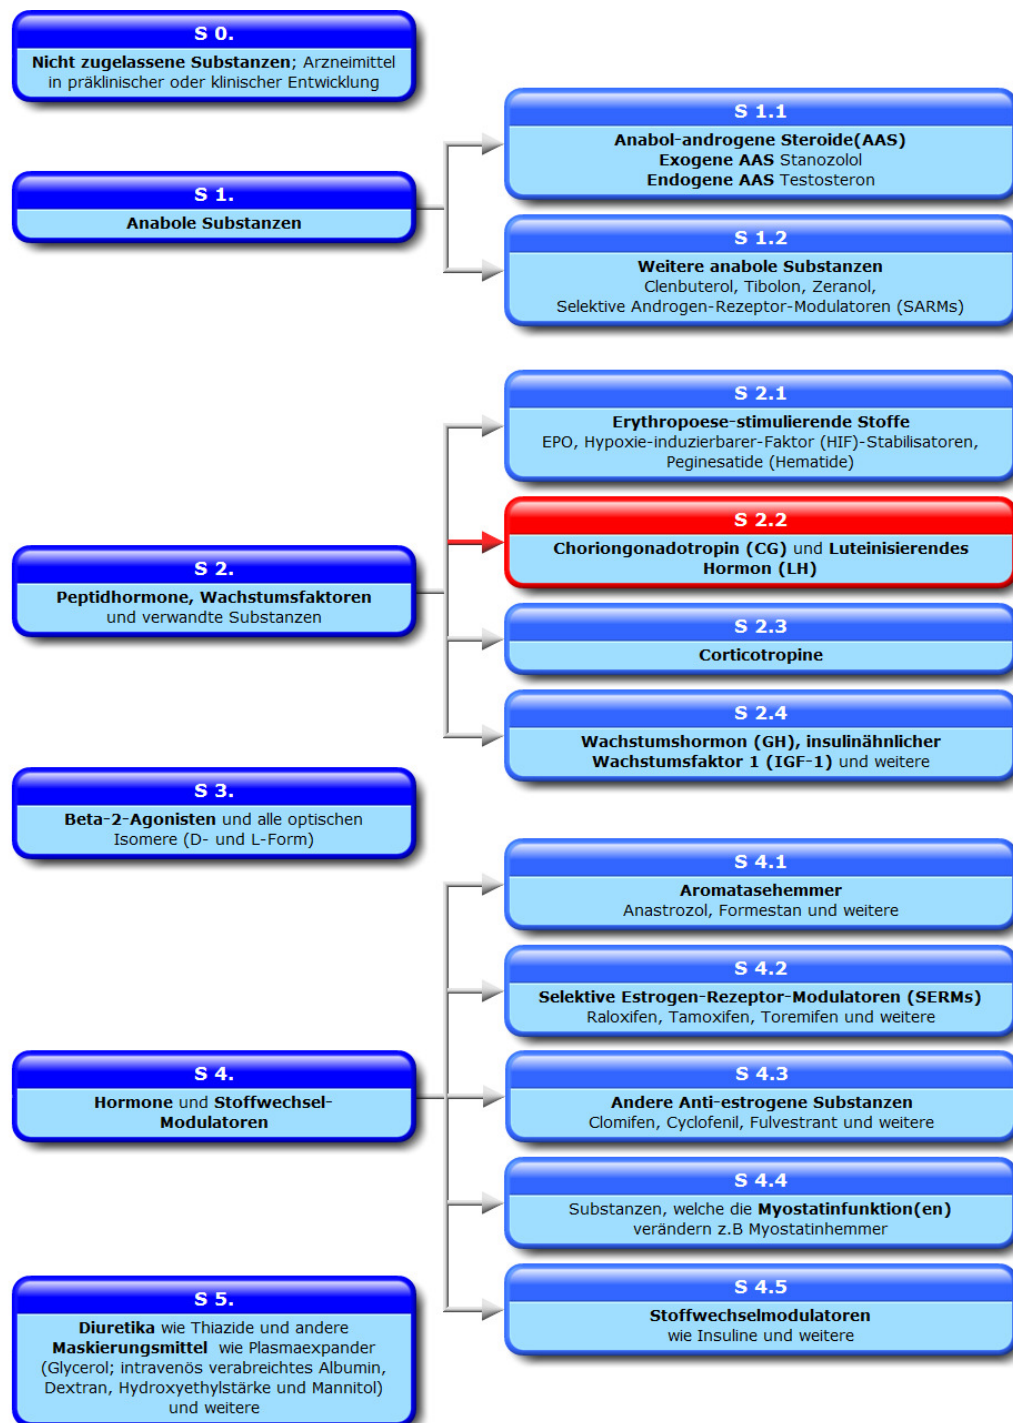 S 0.
Nicht zugelassene Substanzen; Arzneimittel
in präklinischer oder klinischer Entwicklung
S 1.
Anabole Substanzen
S 1.1
Anabol-androgene Steroide(AAS)
Exogene AAS Stanozolol
Endogene AAS Testosteron
S 1.2
Weitere anabole Substanzen
Clenbuterol, Tibolon, Zeranol,
Selektive Androgen-Rezeptor-Modulatoren (SARMs)
S 2.
Peptidhormone, Wachstumsfaktoren
und verwandte Substanzen
S 2.1
Erythropoese-stimulierende Stoffe
EPO, Hypoxie-induzierbarer-Faktor (HIF)-Stabilisatoren,
Peginesatide (Hematide)
S 2.2
Choriongonadotropin (CG) und Luteinisierendes
Hormon (LH)
S 2.3
Corticotropine
S 2.4
Wachstumshormon (GH), insulinähnlicher
Wachstumsfaktor 1 (IGF-1) und weitere
S 3.
Beta-2-Agonisten und alle optischen
Isomere (D- und L-Form)
S 4.
Hormone und Stoffwechsel-
Modulatoren
S 4.1
Aromatasehemmer
Anastrozol, Formestan und weitere
S 4.2
Selektive Estrogen-Rezeptor-Modulatoren (SERMs)
Raloxifen, Tamoxifen, Toremifen und weitere
S 4.3
Andere Anti-estrogene Substanzen
Clomifen, Cyclofenil, Fulvestrant und weitere
S 4.4
Substanzen, welche die Myostatinfunktion(en)
verändern z.B Myostatinhemmer
S 4.5
Stoffwechselmodulatoren
wie Insuline und weitere
S 5.
Diuretika wie Thiazide und andere
Maskierungsmittel wie Plasmaexpander
(Glycerol; intravenös verabreichtes Albumin,
Dextran, Hydroxyethylstärke und Mannitol)
und weitere